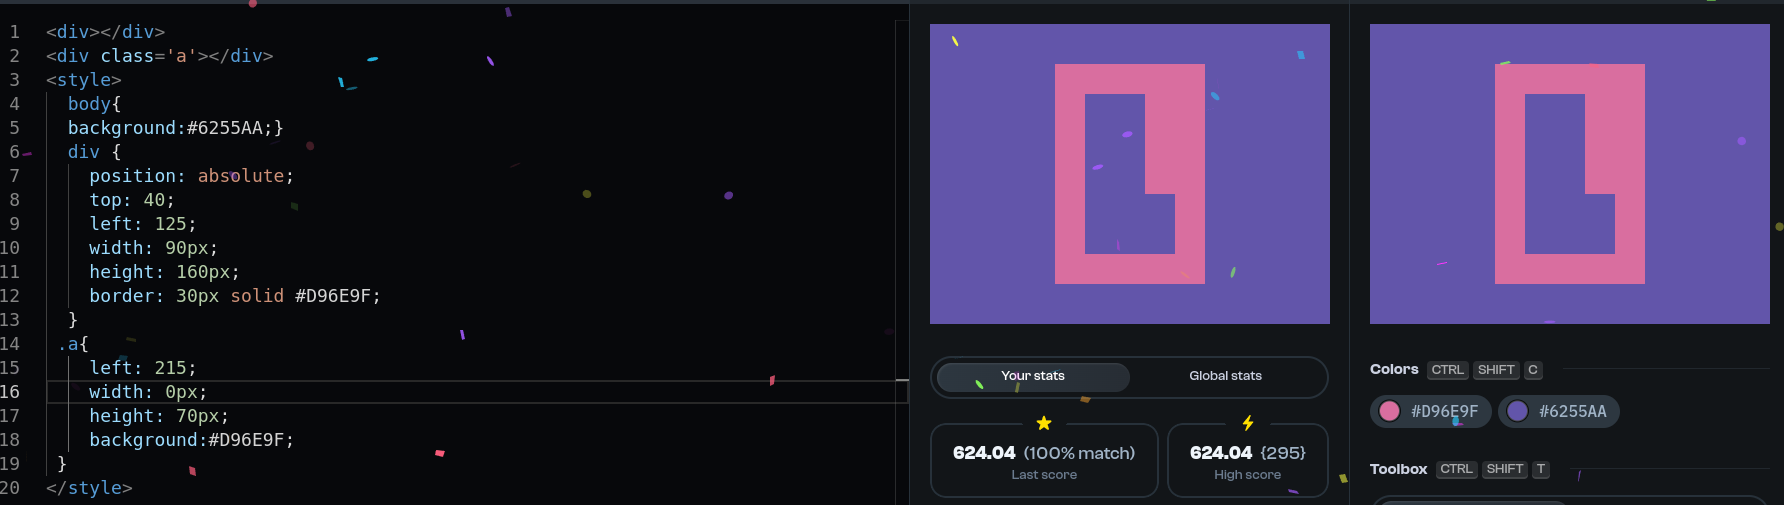 1 <div></div>
2 <div class='a'></div>
3 <style>
4 body{
5 background:#6255AA;}
6 div {
7 position: absolute;
8 top: 40;
9 left: 125;
10 width: 90px;
11 height: 160px;
12 border: 30px solid #D96E9F;
13 }
14 .a{
15 left: 215;
16 width: 0px;
17 height: 70px;
18 background:#D96E9F;
19 }
20 </style>
Your stats Global stats
624.04 (100% match)
Last score
624.04 {295}
High score
Colors CTRL SHIFT C
#D96E9F #6255AA
Toolbox CTRL SHIFT T